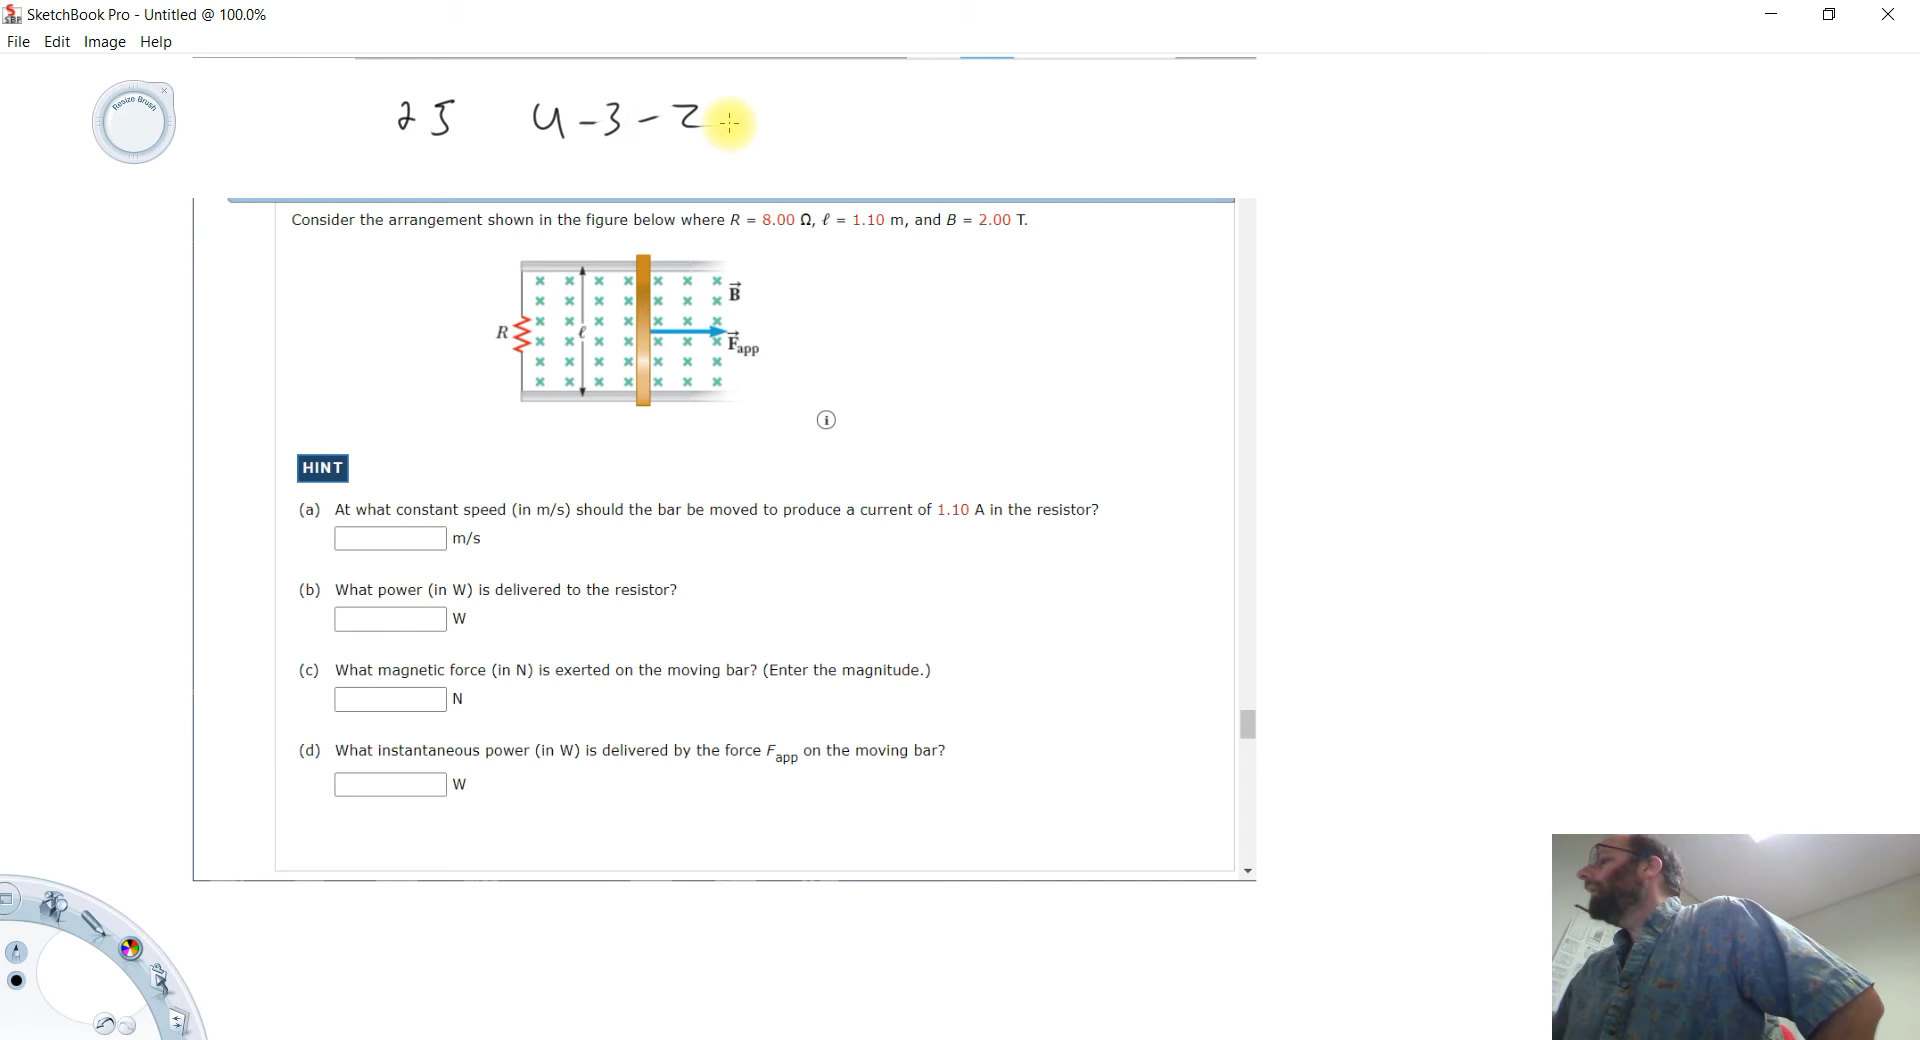 SketchBook Pro - Untitled @ 100.0%
File Edit Image Help
Resize Brush
25 4-3-2
Consider the arrangement shown in the figure below where R = 8.00 Ω, ℓ = 1.10 m, and B = 2.00 T.
B
R
ℓ
Fapp
i
HINT
(a) At what constant speed (in m/s) should the bar be moved to produce a current of 1.10 A in the resistor?
m/s
(b) What power (in W) is delivered to the resistor?
W
(c) What magnetic force (in N) is exerted on the moving bar? (Enter the magnitude.)
N
(d) What instantaneous power (in W) is delivered by the force Fapp on the moving bar?
W